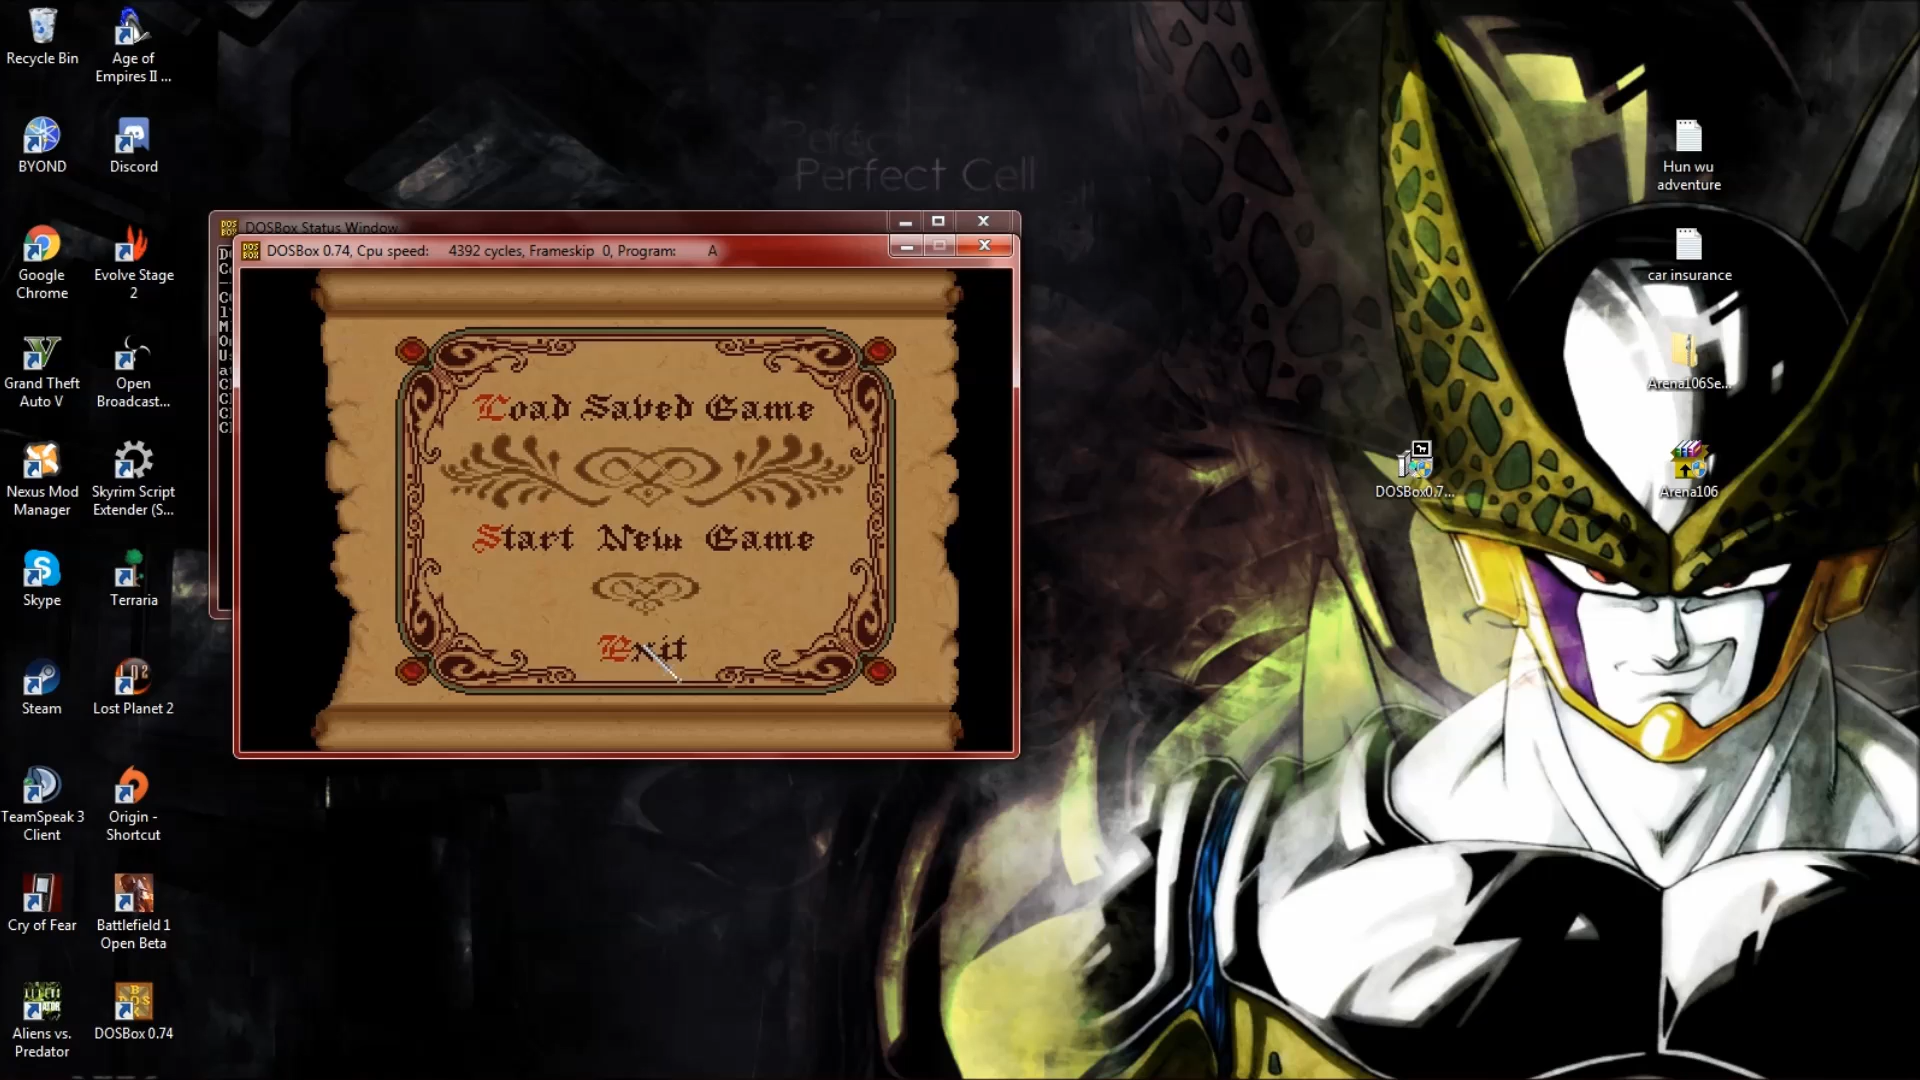 Recycle Bin
Age of
Empires II ...
BYOND
Discord
Google
Chrome
Evolve Stage
2
Grand Theft
Auto V
Open
Broadcast...
Nexus Mod
Manager
Skyrim Script
Extender (S...
Skype
Terraria
Steam
Lost Planet 2
TeamSpeak 3
Client
Origin -
Shortcut
Cry of Fear
Battlefield 1
Open Beta
Aliens vs.
Predator
DOSBox 0.74
Perfect Cell
DOSBox Status Window
DOSBox 0.74, Cpu speed: 4392 cycles, Frameskip 0, Program: A
Load Saved Game
Start New Game
Exit
Hun wu
adventure
car insurance
Arena106Se...
DOSBox0.7...
Arena106